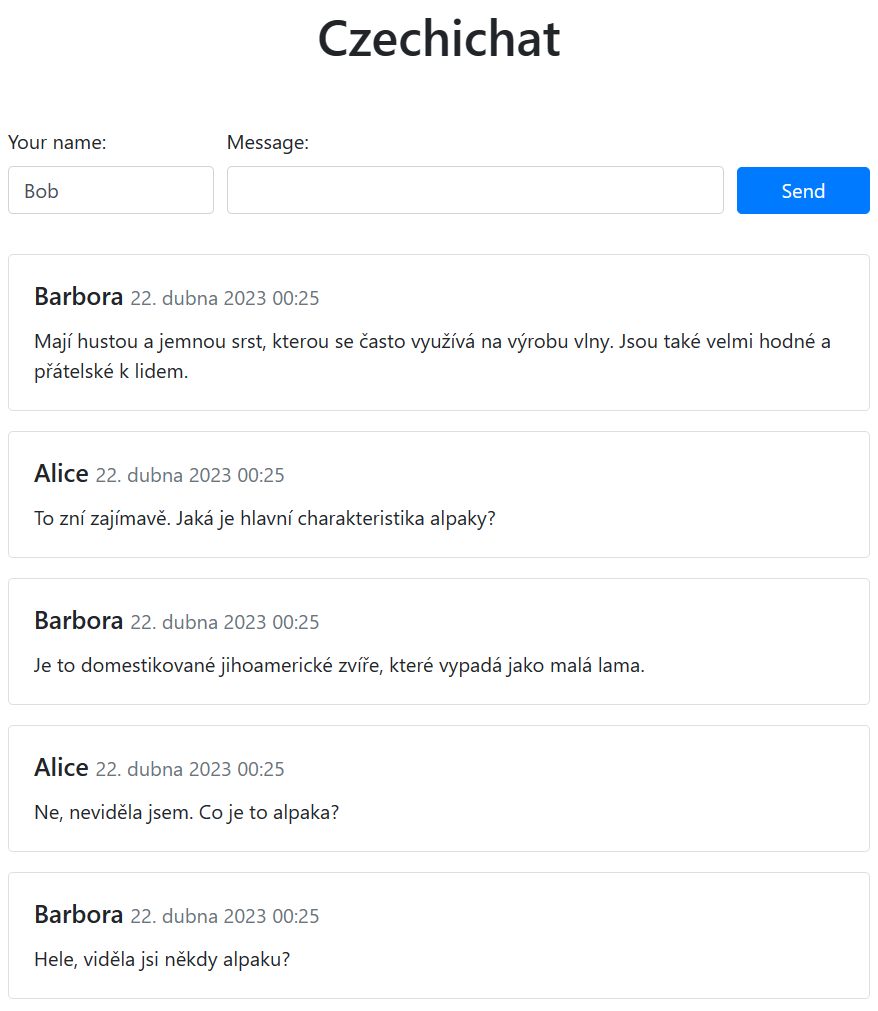 Czechichat
Your name:
Message:
Bob
Send
Barbora 22. dubna 2023 00:25
Mají hustou a jemnou srst, kterou se často využívá na výrobu vlny. Jsou také velmi hodné a
přátelské k lidem.
Alice 22. dubna 2023 00:25
To zní zajímavě. Jaká je hlavní charakteristika alpaky?
Barbora 22. dubna 2023 00:25
Je to domestikované jihoamerické zvíře, které vypadá jako malá lama.
Alice 22. dubna 2023 00:25
Ne, neviděla jsem. Co je to alpaka?
Barbora 22. dubna 2023 00:25
Hele, viděla jsi někdy alpaku?